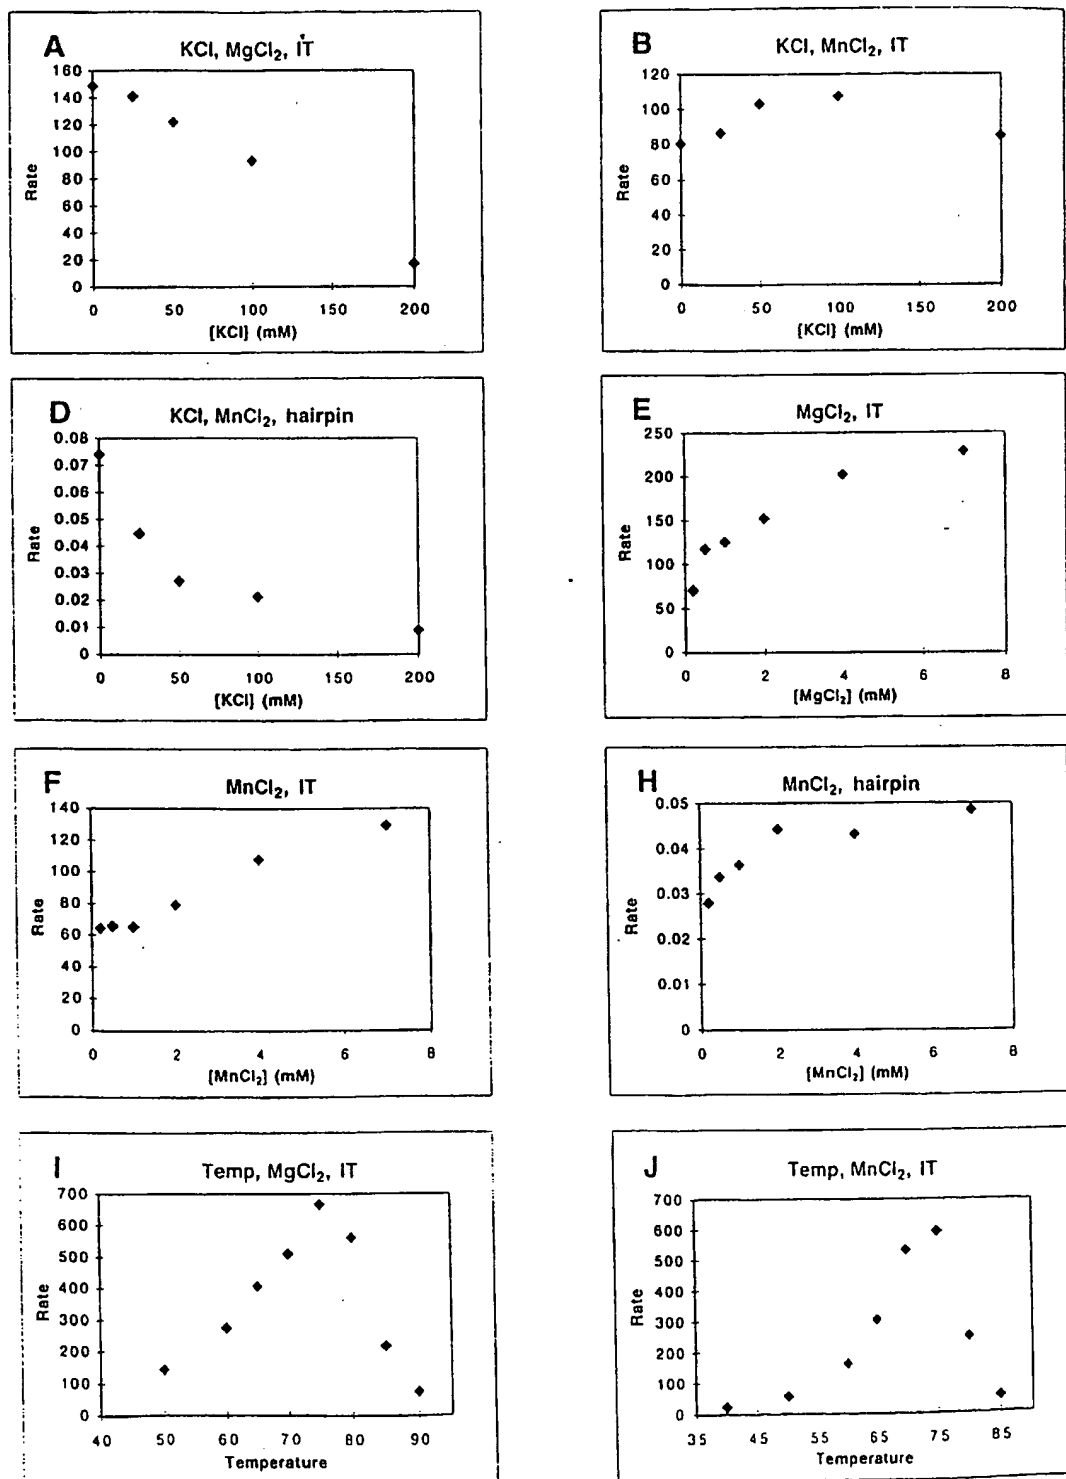 A
KCl, MgCl₂, IT
160
140
120
100
80
60
40
20
0
Rate
0 50 100 150 200
[KCl] (mM)
B
KCl, MnCl₂, IT
120
100
80
60
40
20
0
Rate
0 50 100 150 200
[KCl] (mM)
D
KCl, MnCl₂, hairpin
0.08
0.07
0.06
0.05
0.04
0.03
0.02
0.01
0
Rate
0 50 100 150 200
[KCl] (mM)
E
MgCl₂, IT
250
200
150
100
50
0
Rate
0 2 4 6 8
[MgCl₂] (mM)
F
MnCl₂, IT
140
120
100
80
60
40
20
0
Rate
0 2 4 6 8
[MnCl₂] (mM)
H
MnCl₂, hairpin
0.05
0.04
0.03
0.02
0.01
0
Rate
0 2 4 6 8
[MnCl₂] (mM)
I
Temp, MgCl₂, IT
700
600
500
400
300
200
100
0
Rate
40 50 60 70 80 90
Temperature
J
Temp, MnCl₂, IT
700
600
500
400
300
200
100
0
Rate
35 45 55 65 75 85
Temperature